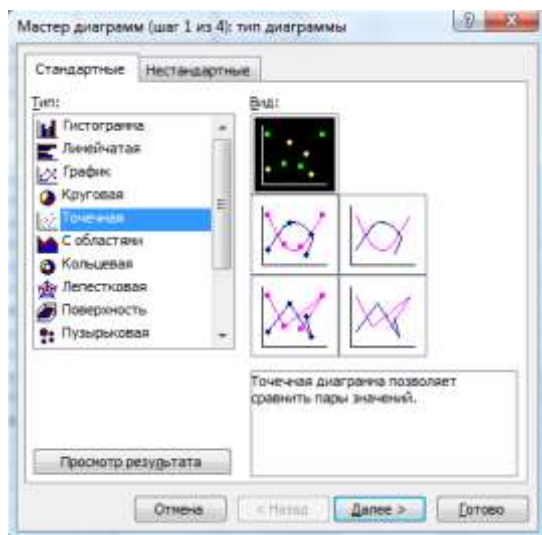 Мастер диаграмм (шаг 1 из 4): тип диаграммы
Стандартные
Нестандартные
Тип:
Гистограмма
Линейчатая
График
Круговая
Точечная
С областями
Кольцевая
Лепестковая
Поверхность
Пузырьковая
Вид:
Точечная диаграмма позволяет
сравнить пары значений.
Просмотр результата
Отмена
< Назад
Далее >
Готово